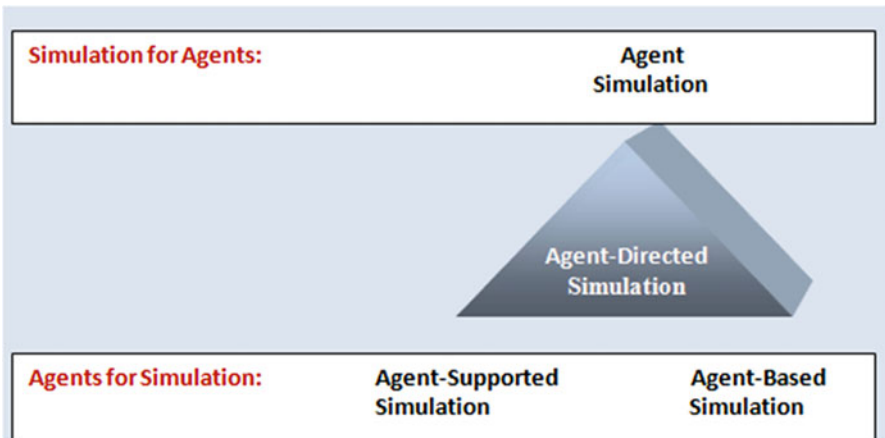 Simulation for Agents:
Agent
Simulation
Agent-Directed
Simulation
Agents for Simulation:
Agent-Supported
Simulation
Agent-Based
Simulation